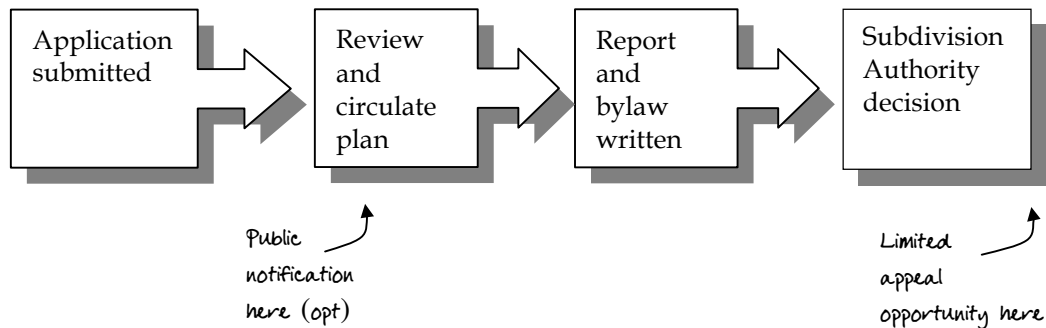 Application
submitted
Review
and
circulate
plan
Report
and
bylaw
written
Subdivision
Authority
decision
Public
notification
here (opt)
Limited
appeal
opportunity here